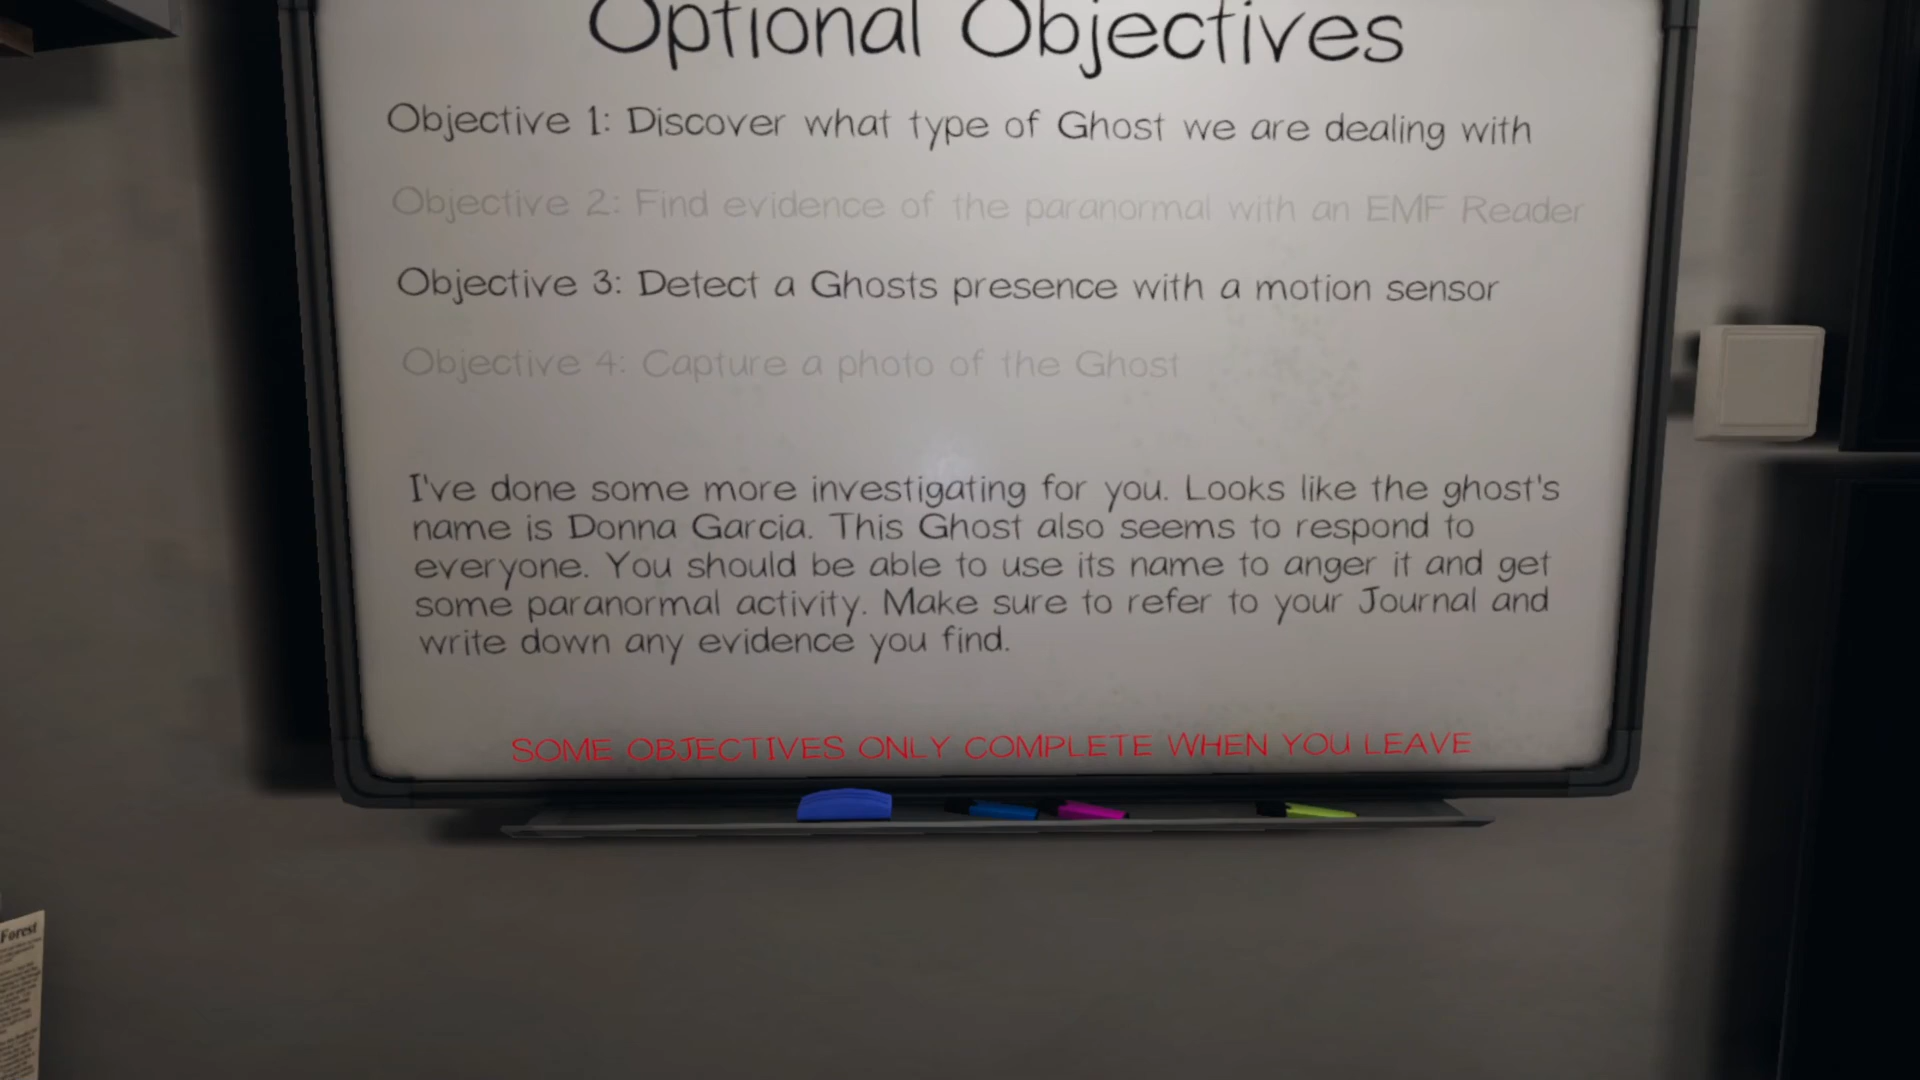 Optional Objectives
Objective 1: Discover what type of Ghost we are dealing with
Objective 2: Find evidence of the paranormal with an EMF Reader
Objective 3: Detect a Ghosts presence with a motion sensor
Objective 4: Capture a photo of the Ghost
I've done some more investigating for you. Looks like the ghost's
name is Donna Garcia. This Ghost also seems to respond to
everyone. You should be able to use its name to anger it and get
some paranormal activity. Make sure to refer to your Journal and
write down any evidence you find.
SOME OBJECTIVES ONLY COMPLETE WHEN YOU LEAVE
Forest